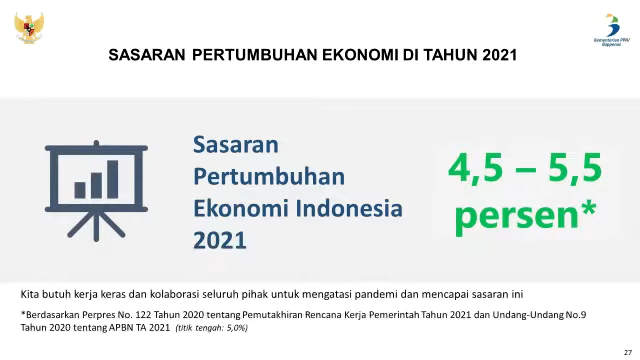 Kementerian PPN/
Bappenas
SASARAN PERTUMBUHAN EKONOMI DI TAHUN 2021
Sasaran
Pertumbuhan
Ekonomi Indonesia
2021
4,5 – 5,5
persen*
Kita butuh kerja keras dan kolaborasi seluruh pihak untuk mengatasi pandemi dan mencapai sasaran ini
*Berdasarkan Perpres No. 122 Tahun 2020 tentang Pemutakhiran Rencana Kerja Pemerintah Tahun 2021 dan Undang-Undang No.9
Tahun 2020 tentang APBN TA 2021 (titik tengah: 5,0%)
27